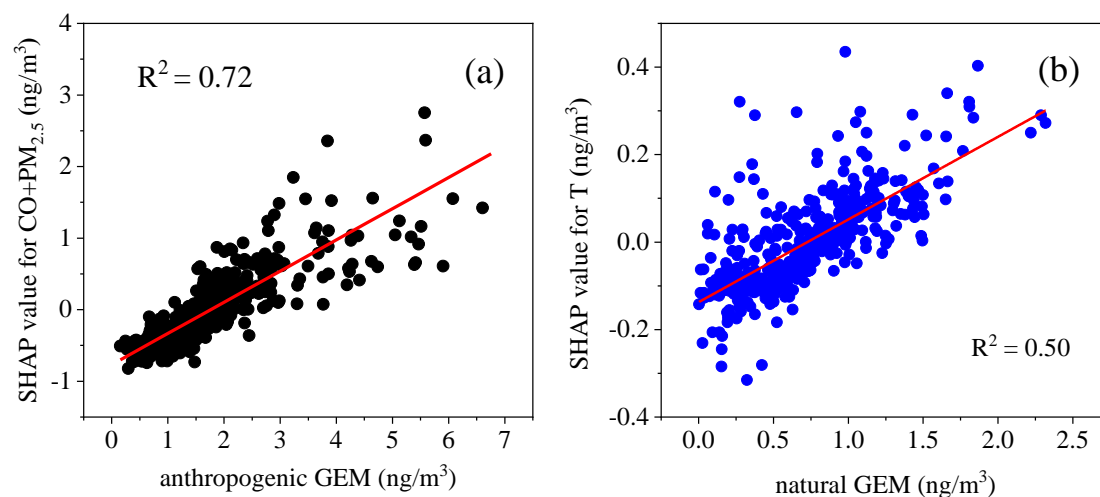 SHAP value for CO+PM2.5 (ng/m³)
4
3
2
1
0
-1
R² = 0.72
(a)
0 1 2 3 4 5 6 7
anthropogenic GEM (ng/m³)
SHAP value for T (ng/m³)
0.4
0.2
0.0
-0.2
-0.4
(b)
R² = 0.50
0.0 0.5 1.0 1.5 2.0 2.5
natural GEM (ng/m³)